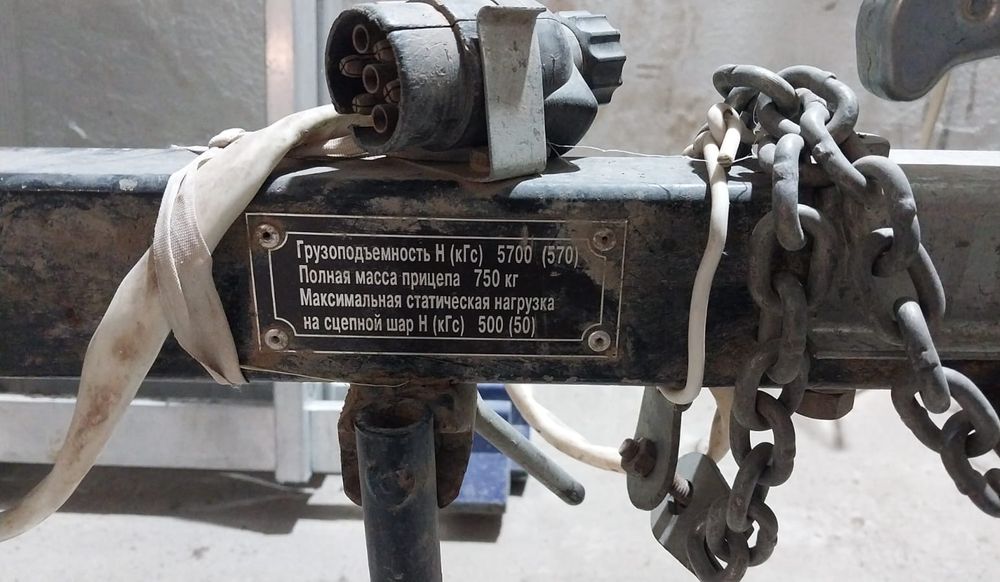 Грузоподъемность Н (кГс) 5700 (570)
Полная масса прицепа 750 кг
Максимальная статическая нагрузка
на сцепной шар Н (кГс) 500 (50)